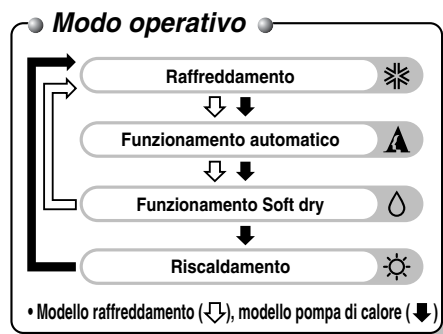 Modo operativo
Raffreddamento
Funzionamento automatico
Funzionamento Soft dry
Riscaldamento
• Modello raffreddamento (⇩), modello pompa di calore (🡇)